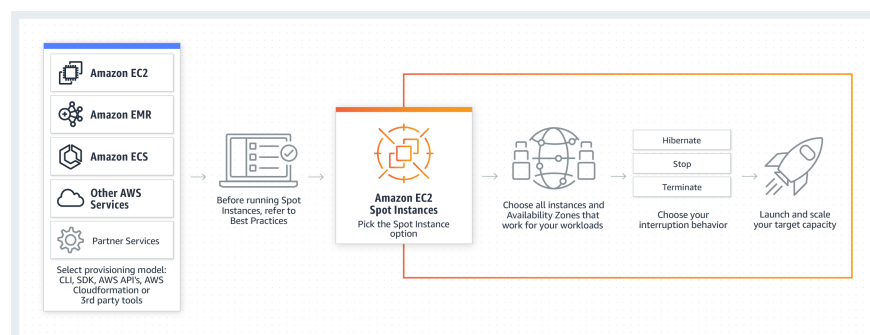 Amazon EC2
Amazon EMR
Amazon ECS
Other AWS
Services
Partner Services
Select provisioning model:
CLI, SDK, AWS API's, AWS
Cloudformation or
3rd party tools
Before running Spot
Instances, refer to
Best Practices
Amazon EC2
Spot Instances
Pick the Spot Instance
option
Choose all instances and
Availability Zones that
work for your workloads
Hibernate
Stop
Terminate
Choose your
interruption behavior
Launch and scale
your target capacity